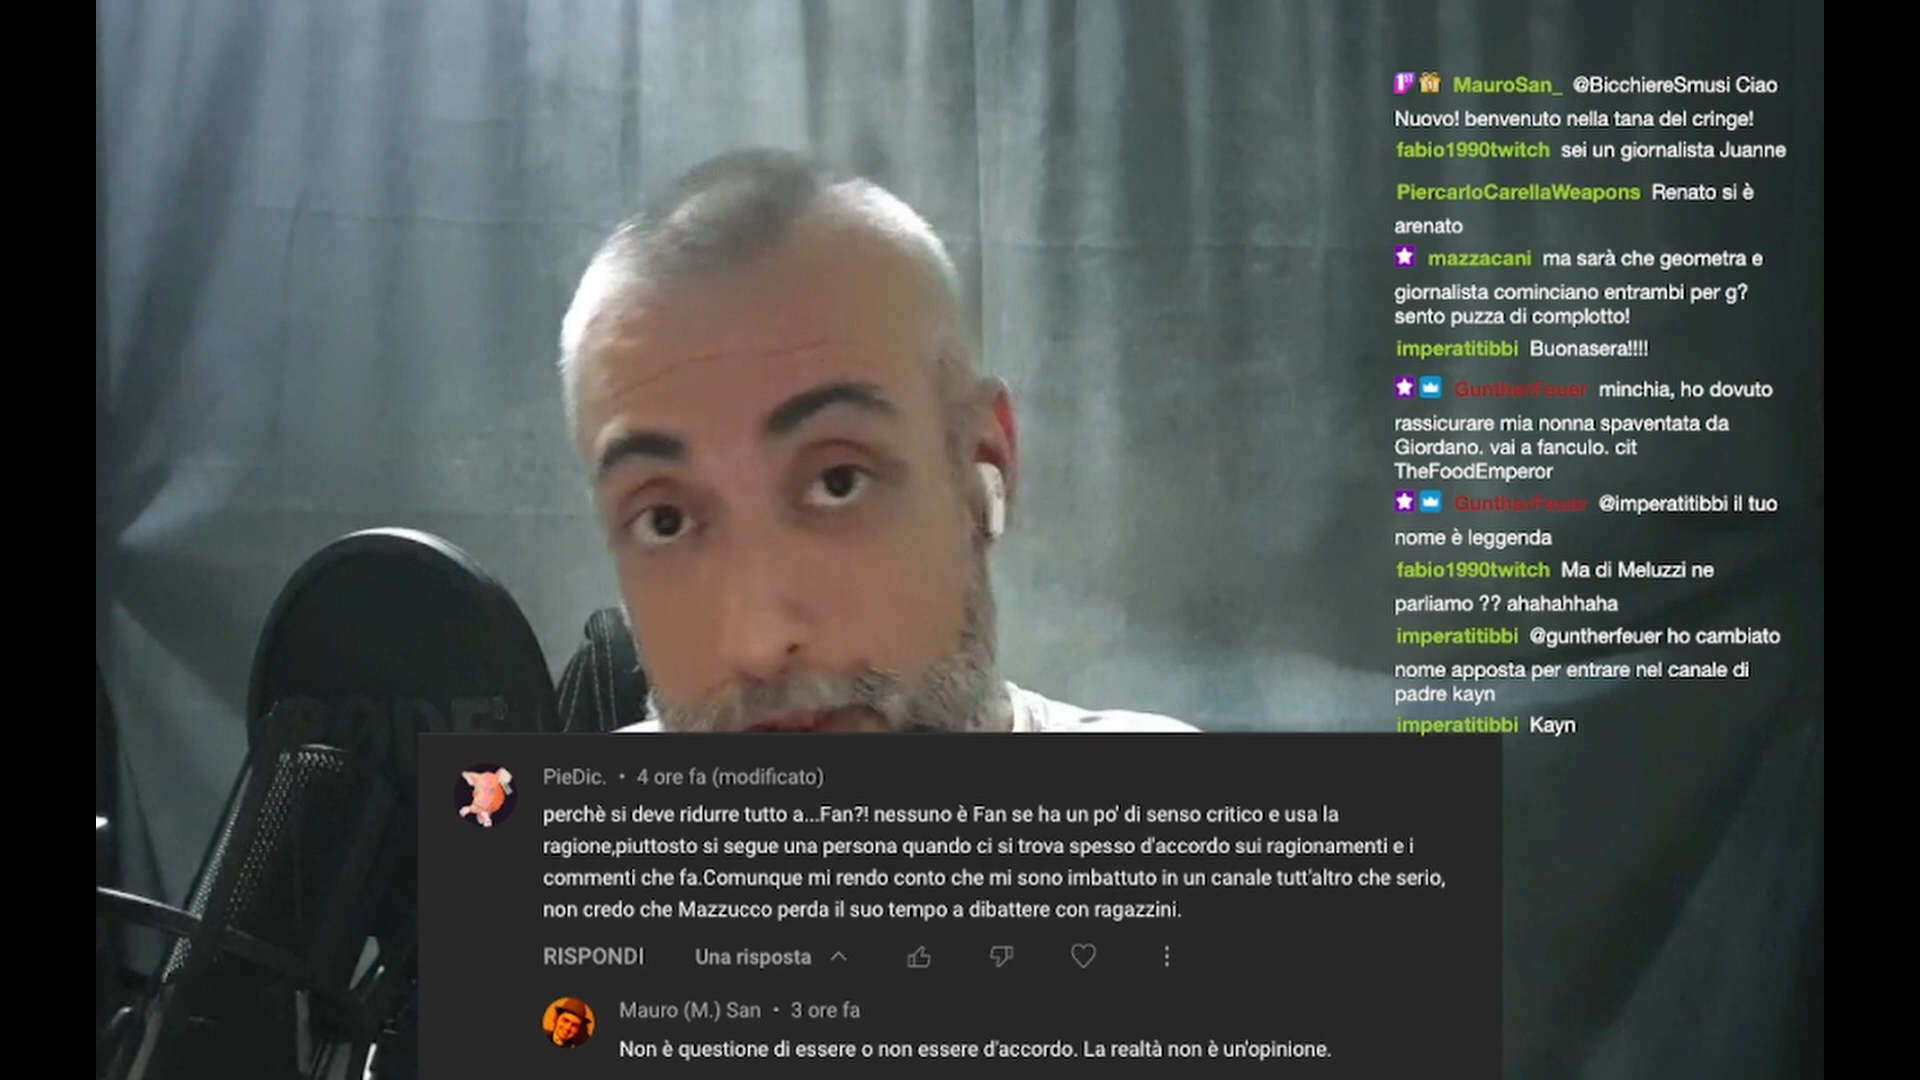 MauroSan_ @BicchiereSmusi Ciao
Nuovo! benvenuto nella tana del cringe!
fabio1990twitch sei un giornalista Juanne
PiercarloCarellaWeapons Renato si è
arenato
mazzacani ma sarà che geometra e
giornalista cominciano entrambi per g?
sento puzza di complotto!
imperatitibbi Buonasera!!!!
GuntherFeuer minchia, ho dovuto
rassicurare mia nonna spaventata da
Giordano. vai a fanculo. cit
TheFoodEmperor
GuntherFeuer @imperatitibbi il tuo
nome è leggenda
fabio1990twitch Ma di Meluzzi ne
parliamo ?? ahahahhaha
imperatitibbi @guntherfeuer ho cambiato
nome apposta per entrare nel canale di
padre kayn
imperatitibbi Kayn
PieDic. • 4 ore fa (modificato)
perchè si deve ridurre tutto a...Fan?! nessuno è Fan se ha un po' di senso critico e usa la
ragione,piuttosto si segue una persona quando ci si trova spesso d'accordo sui ragionamenti e i
commenti che fa.Comunque mi rendo conto che mi sono imbattuto in un canale tutt'altro che serio,
non credo che Mazzucco perda il suo tempo a dibattere con ragazzini.
RISPONDI Una risposta
Mauro (M.) San • 3 ore fa
Non è questione di essere o non essere d'accordo. La realtà non è un'opinione.